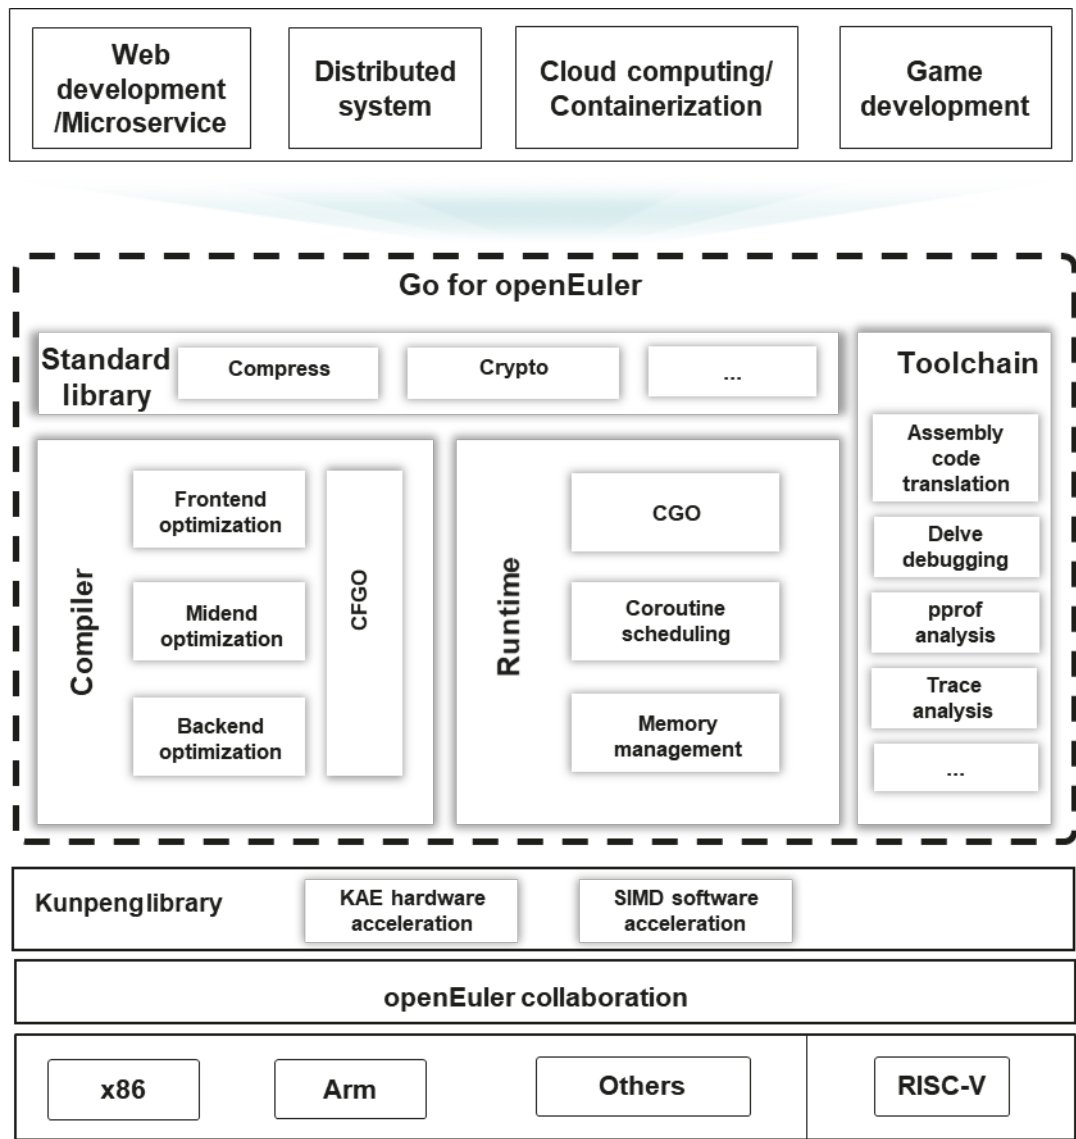 Web
development
/Microservice
Distributed
system
Cloud computing/
Containerization
Game
development
Go for openEuler
Standard
library
Compress
Crypto
...
Toolchain
Assembly
code
translation
Delve
debugging
pprof
analysis
Trace
analysis
...
Compiler
Frontend
optimization
Midend
optimization
Backend
optimization
CFGO
Runtime
CGO
Coroutine
scheduling
Memory
management
Kunpenglibrary
KAE hardware
acceleration
SIMD software
acceleration
openEuler collaboration
x86
Arm
Others
RISC-V